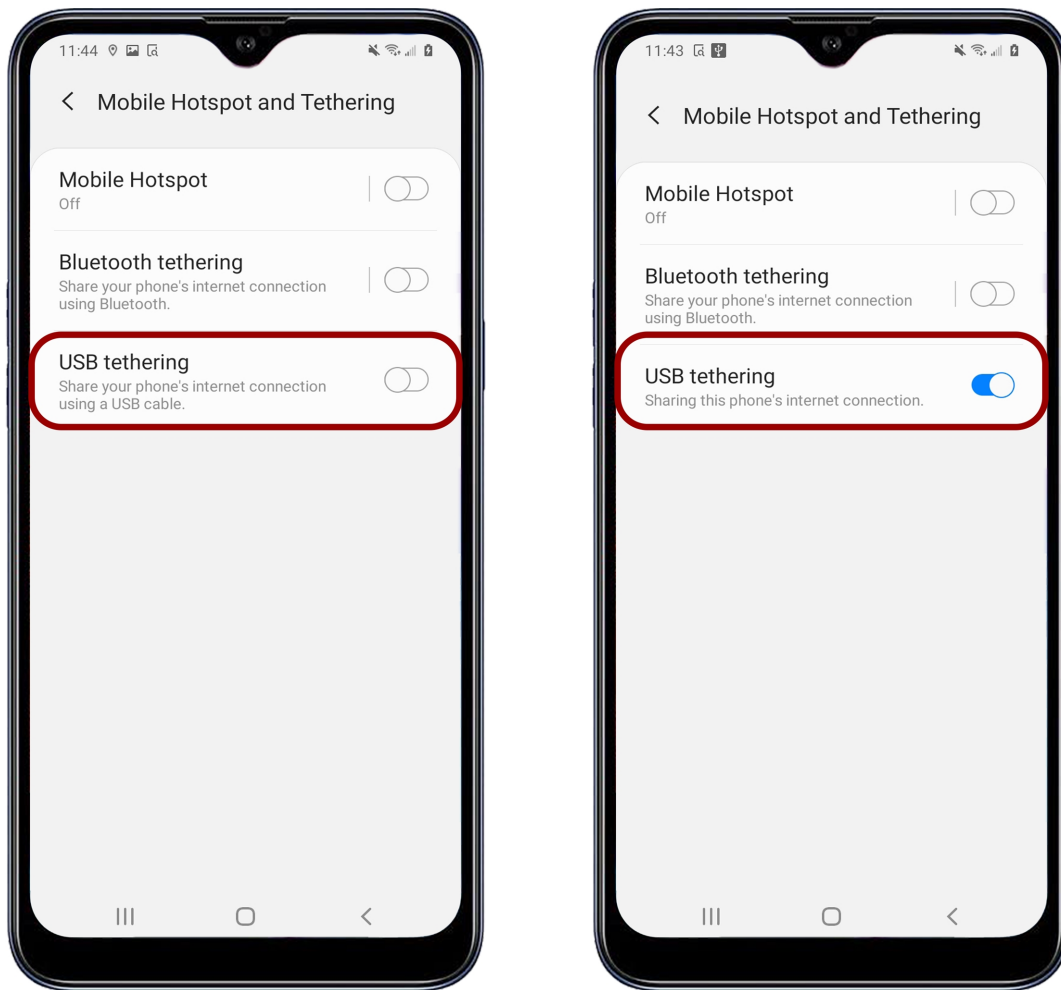 11:44
Mobile Hotspot and Tethering
Mobile Hotspot
Off
Bluetooth tethering
Share your phone's internet connection
using Bluetooth.
USB tethering
Share your phone's internet connection
using a USB cable.
11:43
Mobile Hotspot and Tethering
Mobile Hotspot
Off
Bluetooth tethering
Share your phone's internet connection
using Bluetooth.
USB tethering
Sharing this phone's internet connection.